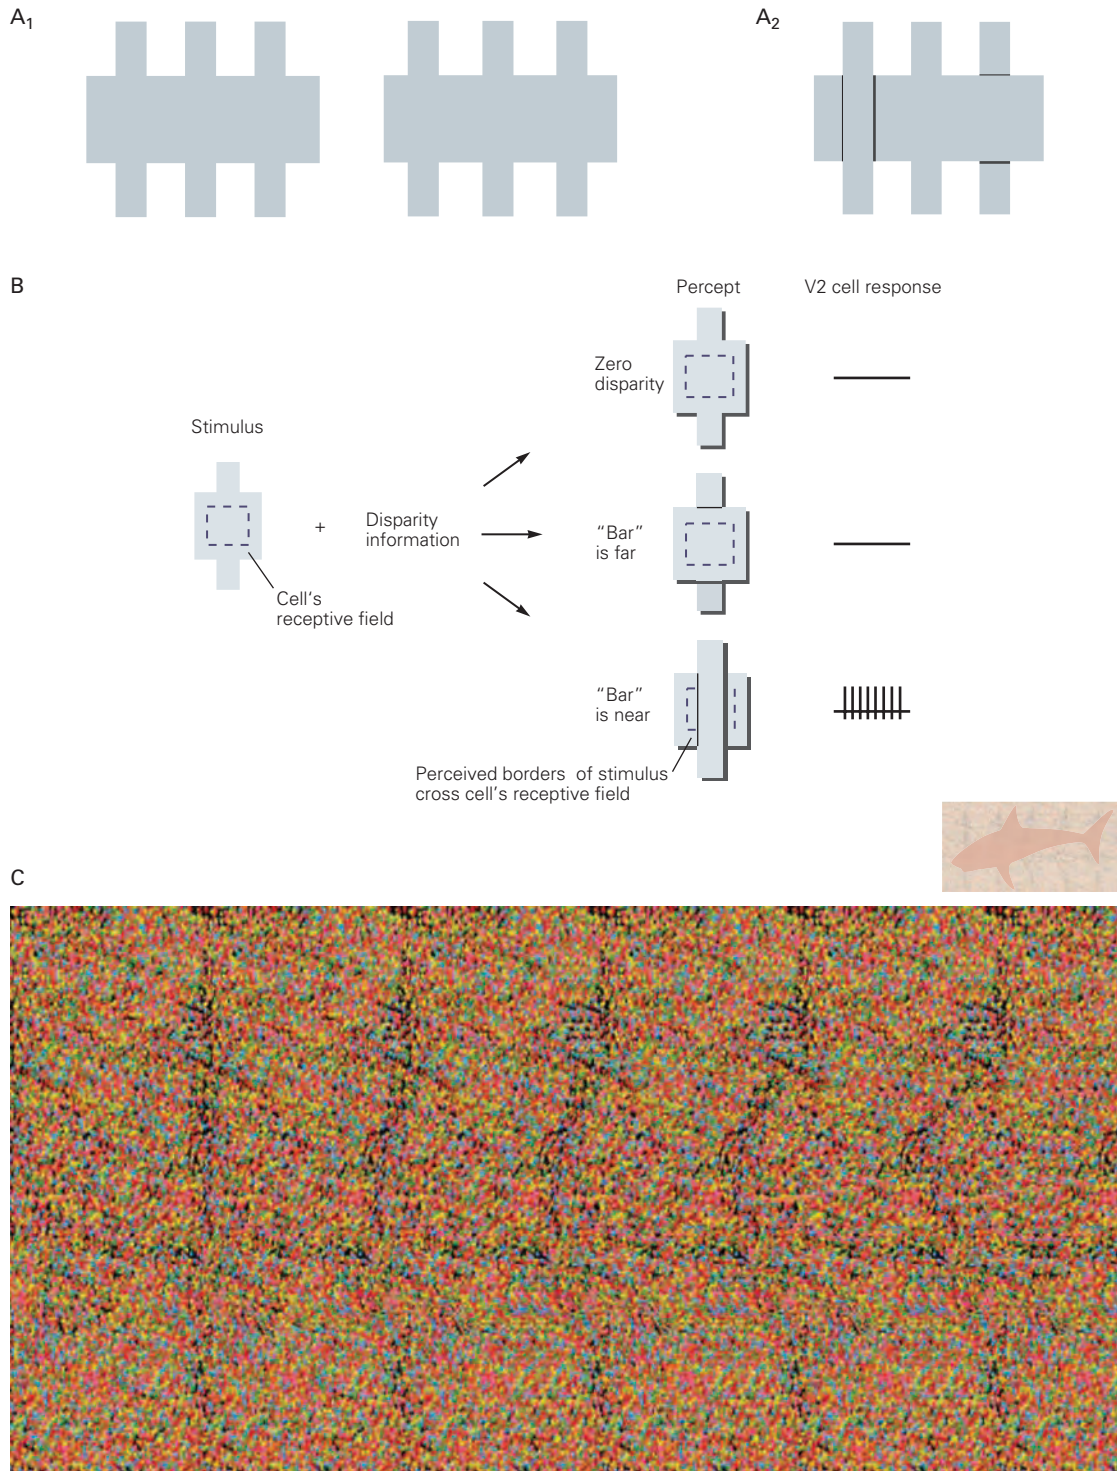 A1
A2
B
Percept
V2 cell response
Zero
disparity
Stimulus
+
Disparity
information
“Bar”
is far
Cell‘s
receptive field
“Bar”
is near
Perceived borders of stimulus
cross cell’s receptive field
C